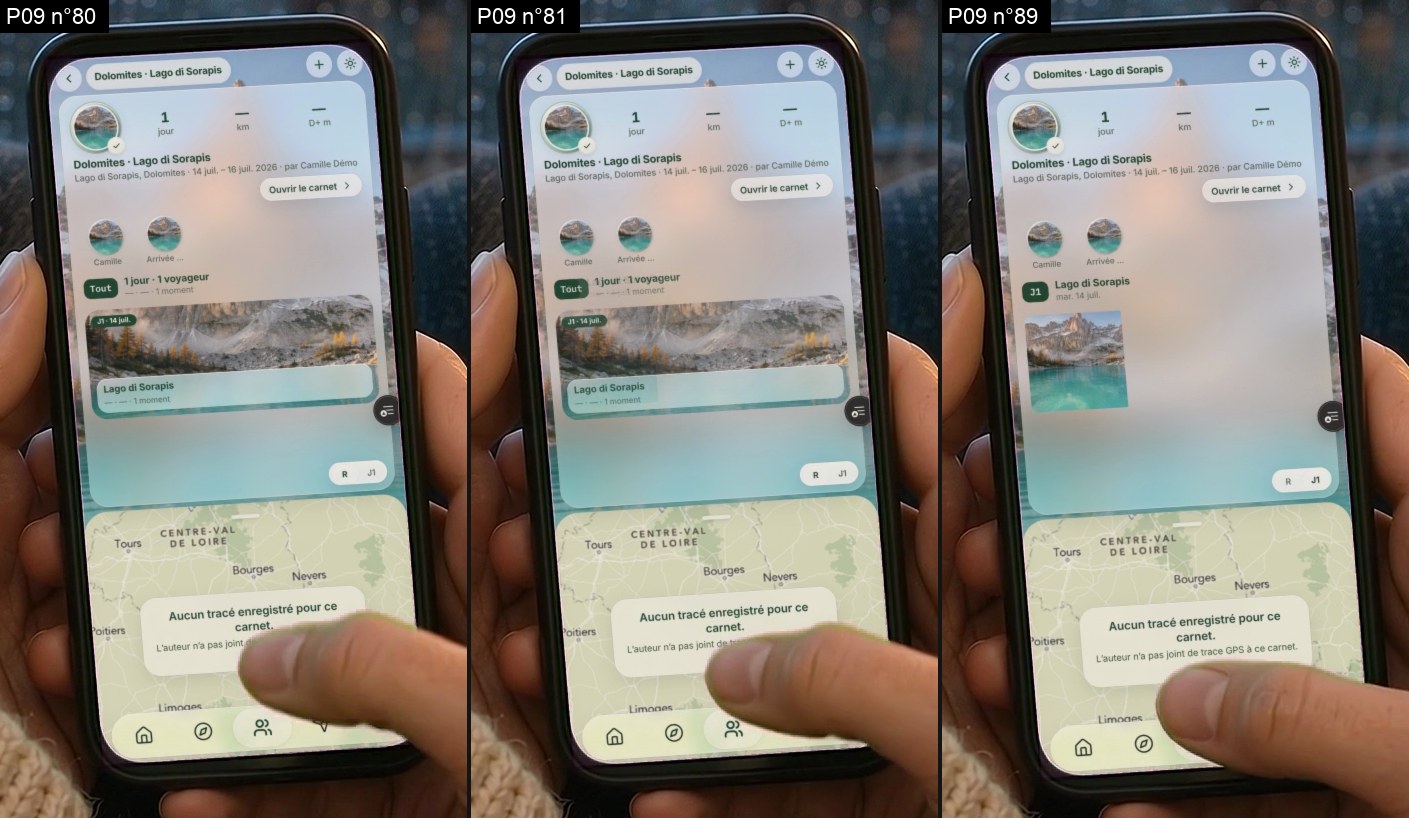 P09 n°80
Dolomites · Lago di Sorapis
1
jour
—
km
—
D+ m
Dolomites · Lago di Sorapis
Lago di Sorapis, Dolomites · 14 juil. – 16 juil. 2026 · par Camille Démo
Ouvrir le carnet
Camille
Arrivée ...
Tout
1 jour · 1 voyageur
— · — · 1 moment
J1 · 14 juil.
Lago di Sorapis
— · — · 1 moment
R J1
CENTRE-VAL
DE LOIRE
Tours
Bourges
Nevers
Aucun tracé enregistré pour ce
carnet.
L'auteur n'a pas joint
Limoges
P09 n°81
Dolomites · Lago di Sorapis
1
jour
—
km
—
D+ m
Dolomites · Lago di Sorapis
Lago di Sorapis, Dolomites · 14 juil. – 16 juil. 2026 · par Camille Démo
Ouvrir le carnet
Camille
Arrivée ...
Tout
1 jour · 1 voyageur
— · — · 1 moment
J1 · 14 juil.
Lago di Sorapis
— · — · 1 moment
R J1
CENTRE-VAL
DE LOIRE
Tours
Bourges
Nevers
Aucun tracé enregistré pour ce
carnet.
L'auteur n'a pas joint de
Limoges
P09 n°89
Dolomites · Lago di Sorapis
1
jour
—
km
—
D+ m
Dolomites · Lago di Sorapis
Lago di Sorapis, Dolomites · 14 juil. – 16 juil. 2026 · par Camille Démo
Ouvrir le carnet
Camille
Arrivée ...
J1
Lago di Sorapis
mar. 14 juil.
R J1
CENTRE-VAL
DE LOIRE
Tours
Bourges
Nevers
Poitiers
Aucun tracé enregistré pour ce
carnet.
L'auteur n'a pas joint de trace GPS à ce carnet.
Limoges